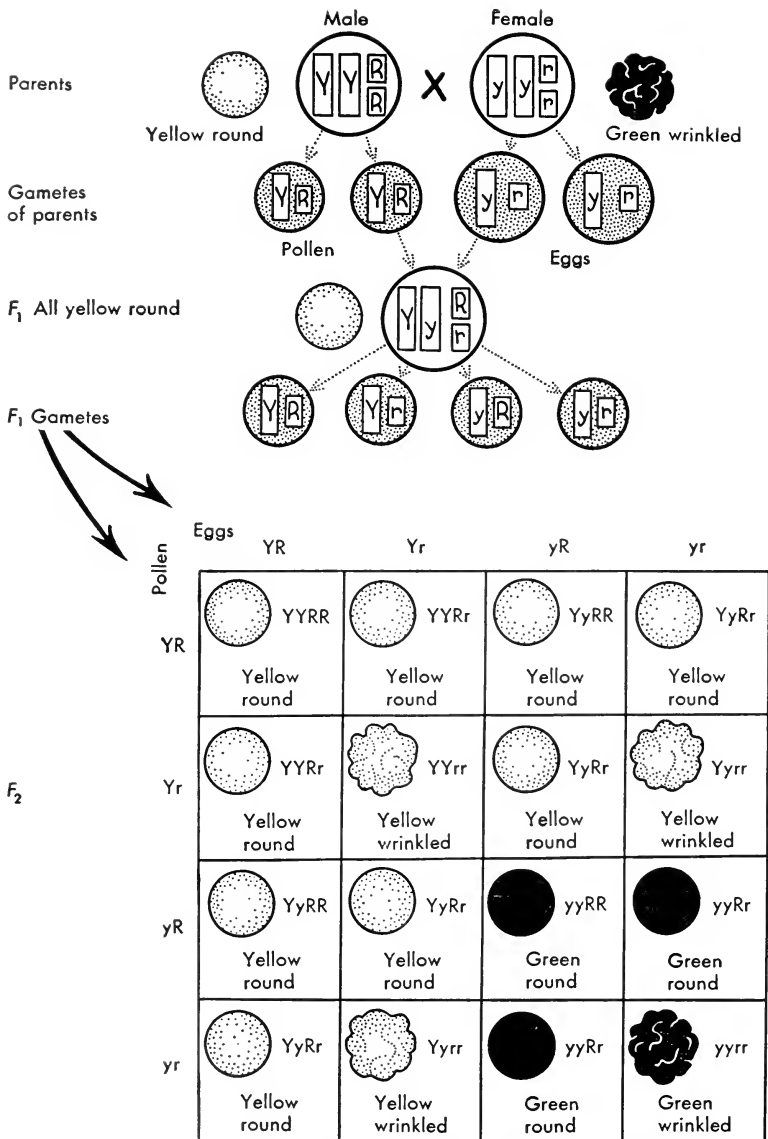 Male Female
Parents
Y Y R R X y y r r
Yellow round Green wrinkled
Gametes
of parents
Y R Y R y r y r
Pollen Eggs
F₁ All yellow round
Y y R r
F₁ Gametes
Y R Y r y R y r
Eggs
Pollen
YR Yr yR yr
YR
YYRR YYRr YyRR YyRr
Yellow Yellow Yellow Yellow
round round round round
F₂
Yr
YYRr YYrr YyRr Yyrr
Yellow Yellow Yellow Yellow
round wrinkled round wrinkled
yR
YyRR YyRr yyRR yyRr
Yellow Yellow Green Green
round round round round
yr
YyRr Yyrr yyRr yyrr
Yellow Yellow Green Green
round wrinkled round wrinkled